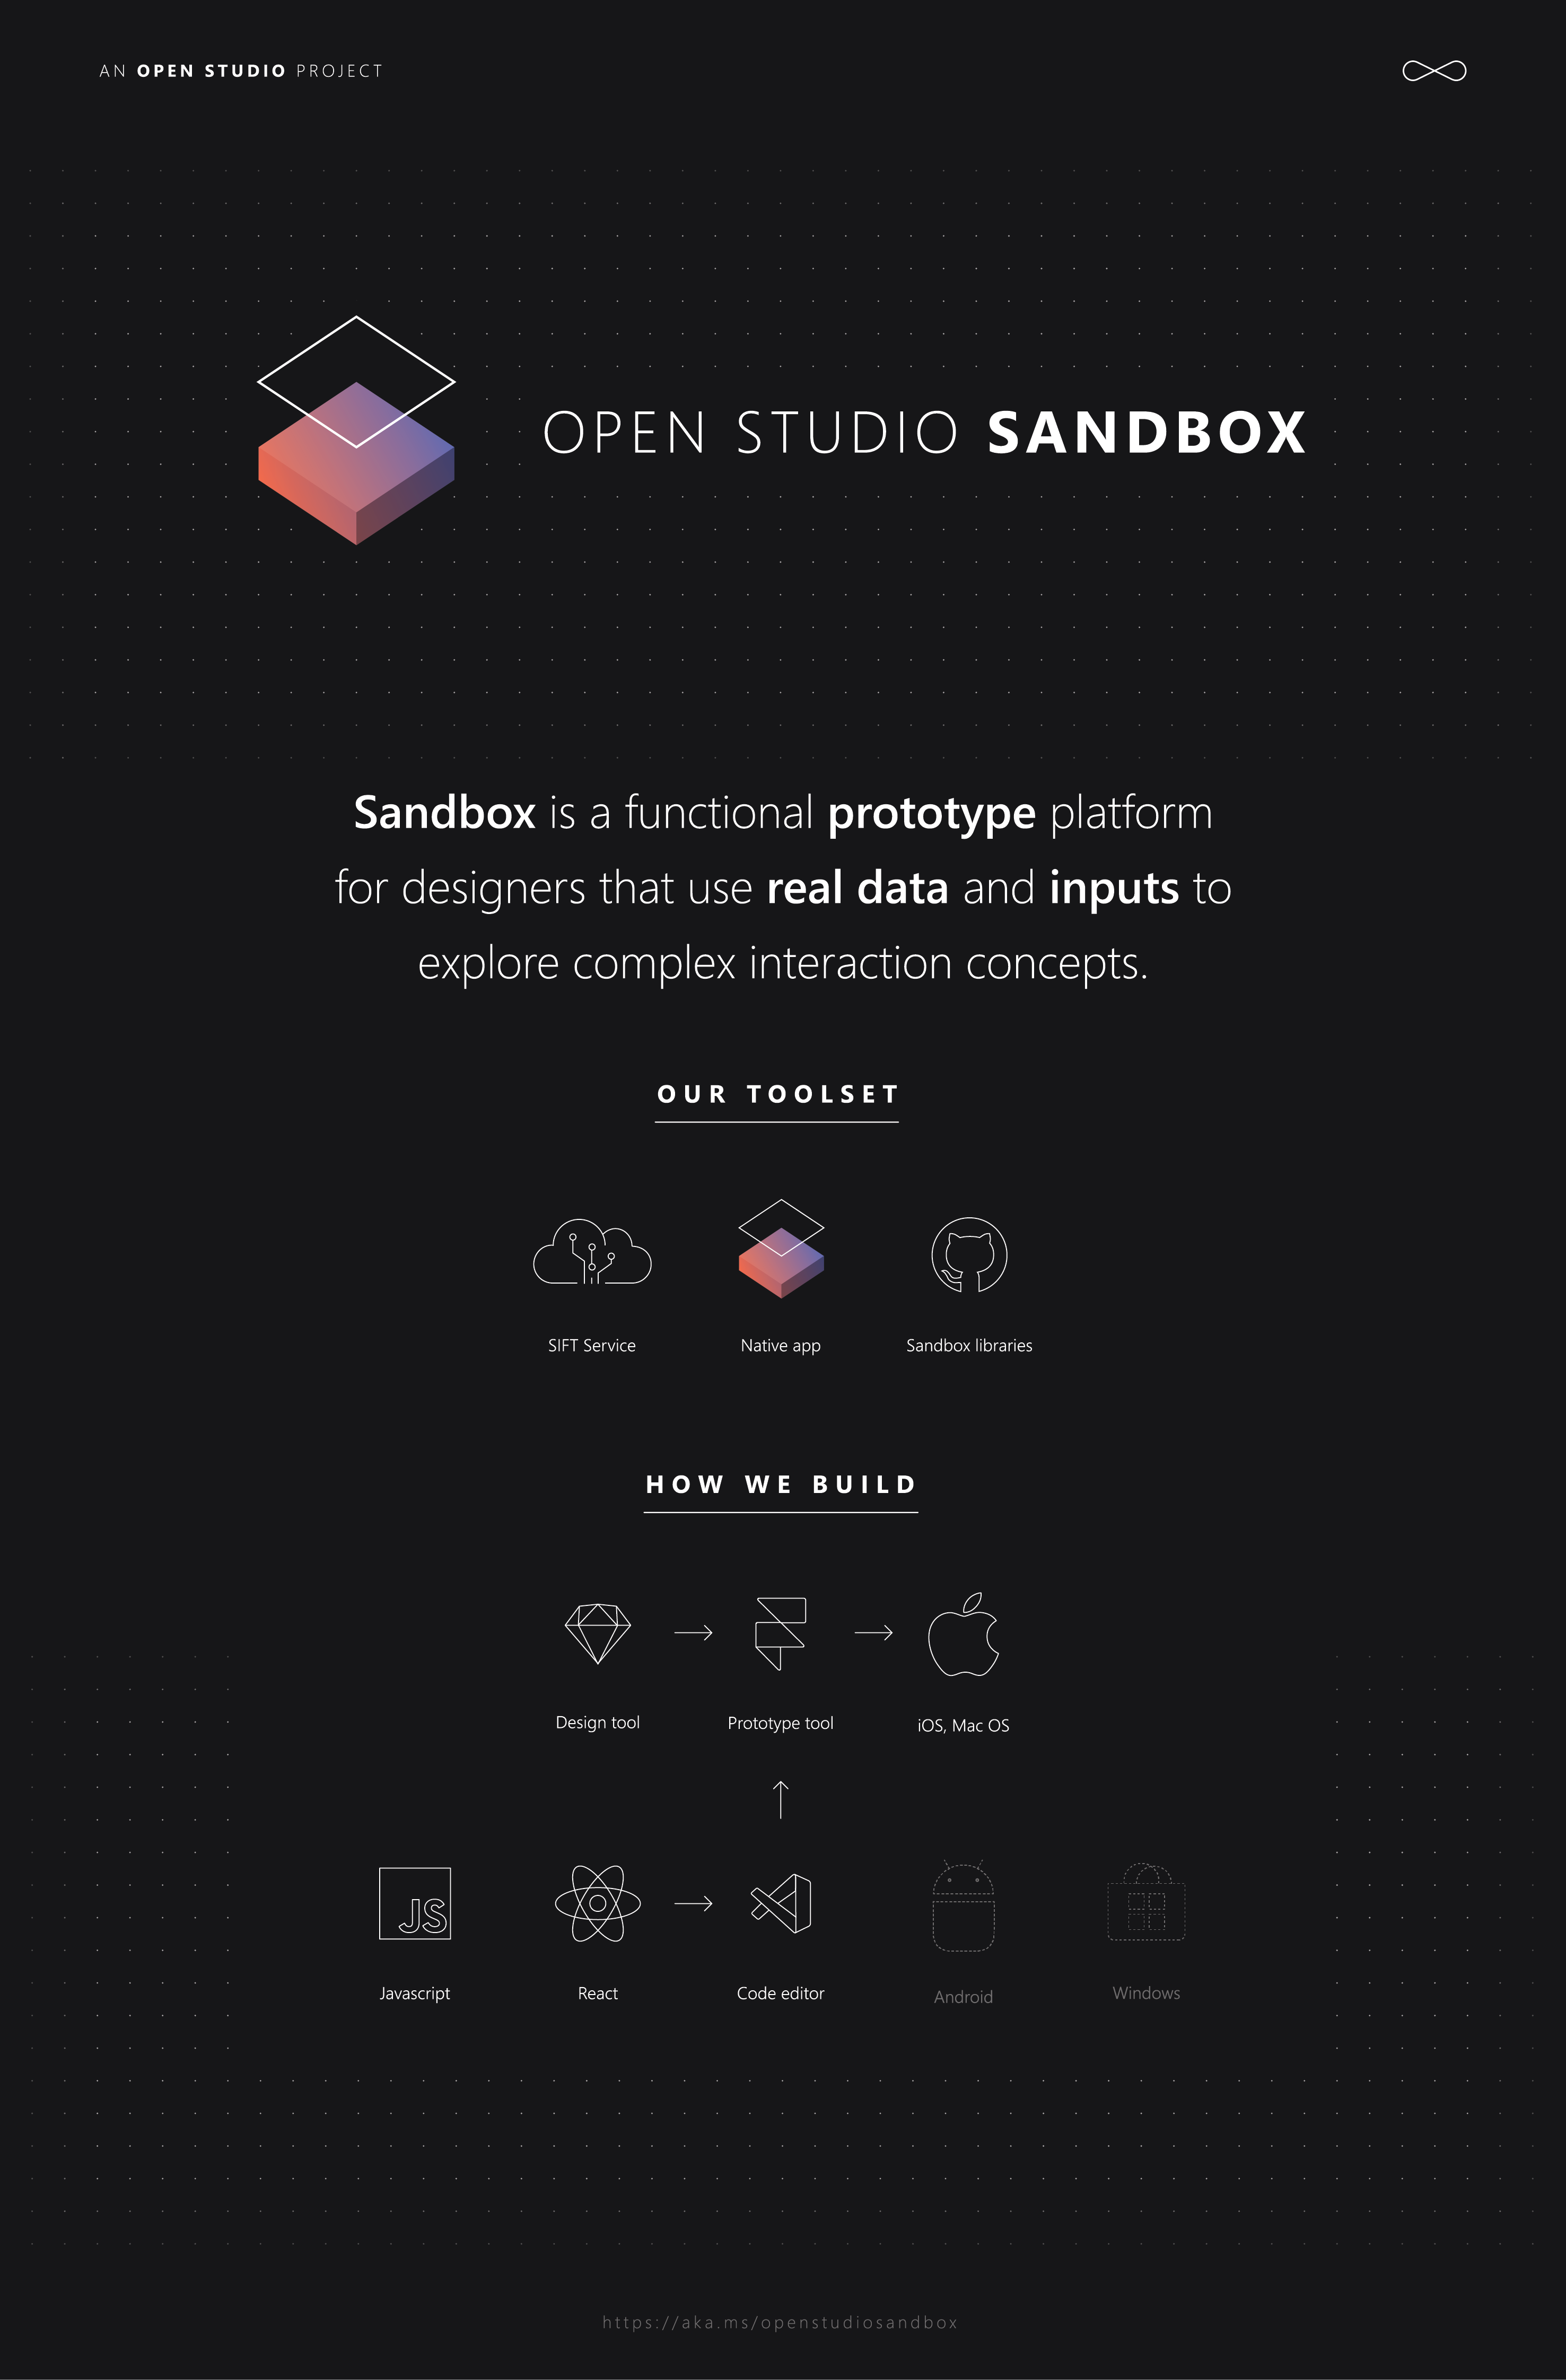 AN OPEN STUDIO PROJECT
OPEN STUDIO SANDBOX
Sandbox is a functional prototype platform
for designers that use real data and inputs to
explore complex interaction concepts.
OUR TOOLSET
SIFT Service
Native app
Sandbox libraries
HOW WE BUILD
Design tool
Prototype tool
iOS, Mac OS
JS
Javascript
React
Code editor
Android
Windows
https://aka.ms/openstudiosandbox